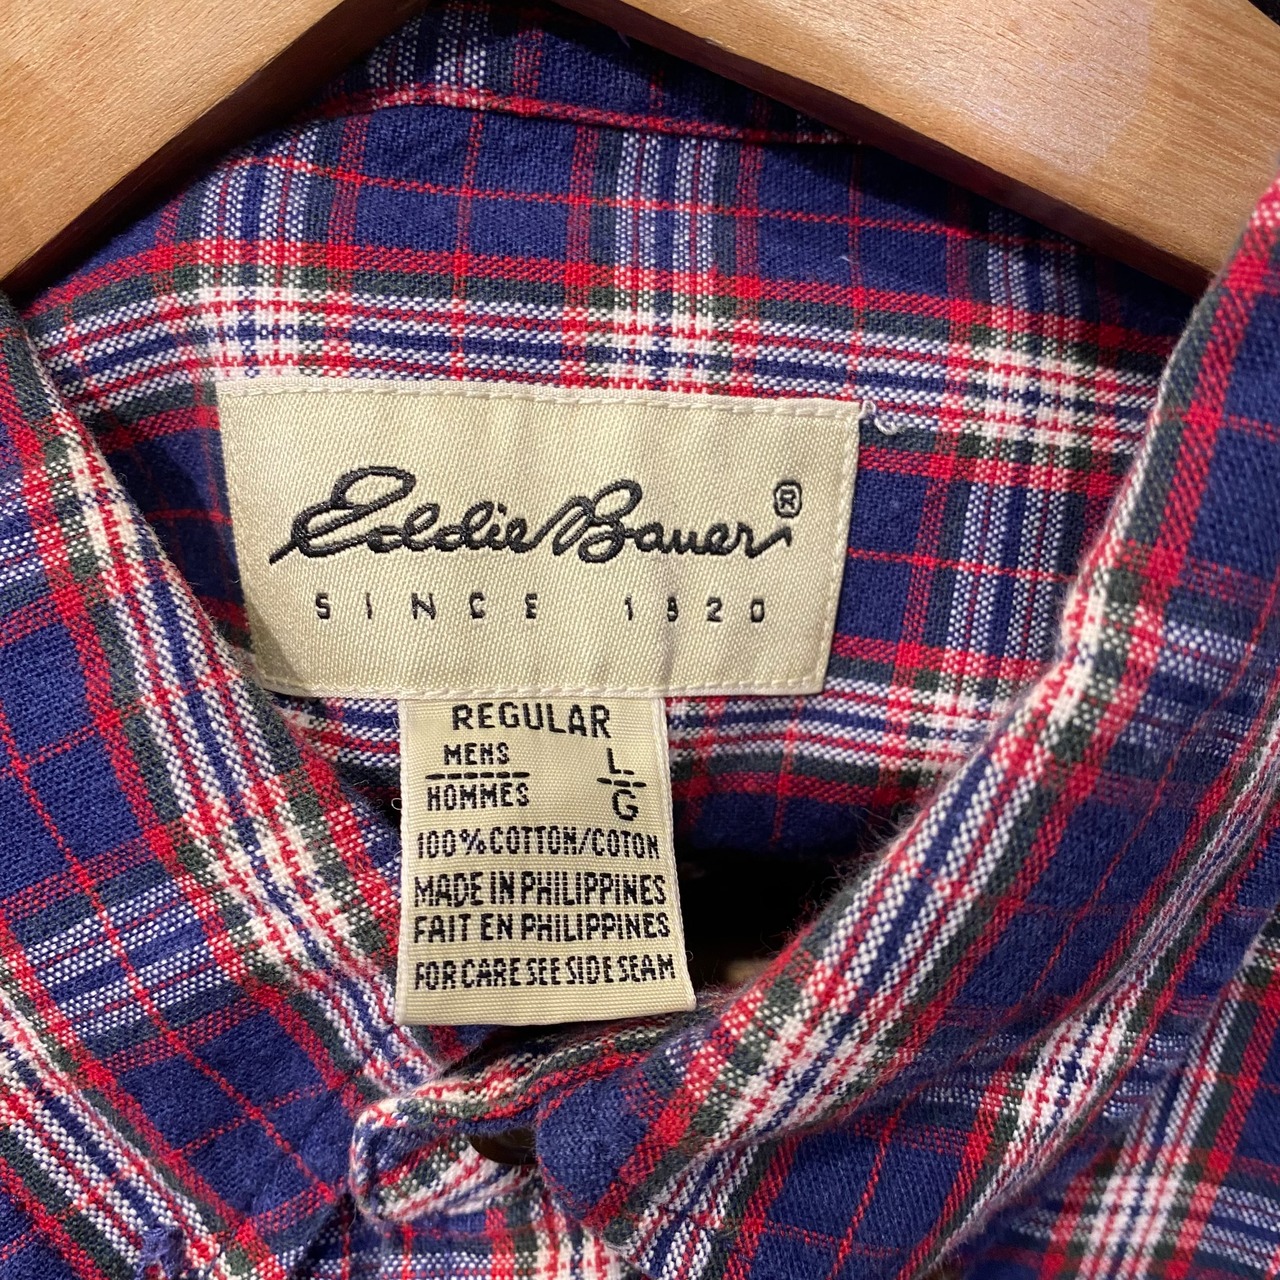 Eddie Bauer®
SINCE 1920
REGULAR
MENS L
HOMMES G
100% COTTON/COTON
MADE IN PHILIPPINES
FAIT EN PHILIPPINES
FOR CARE SEE SIDE SEAM